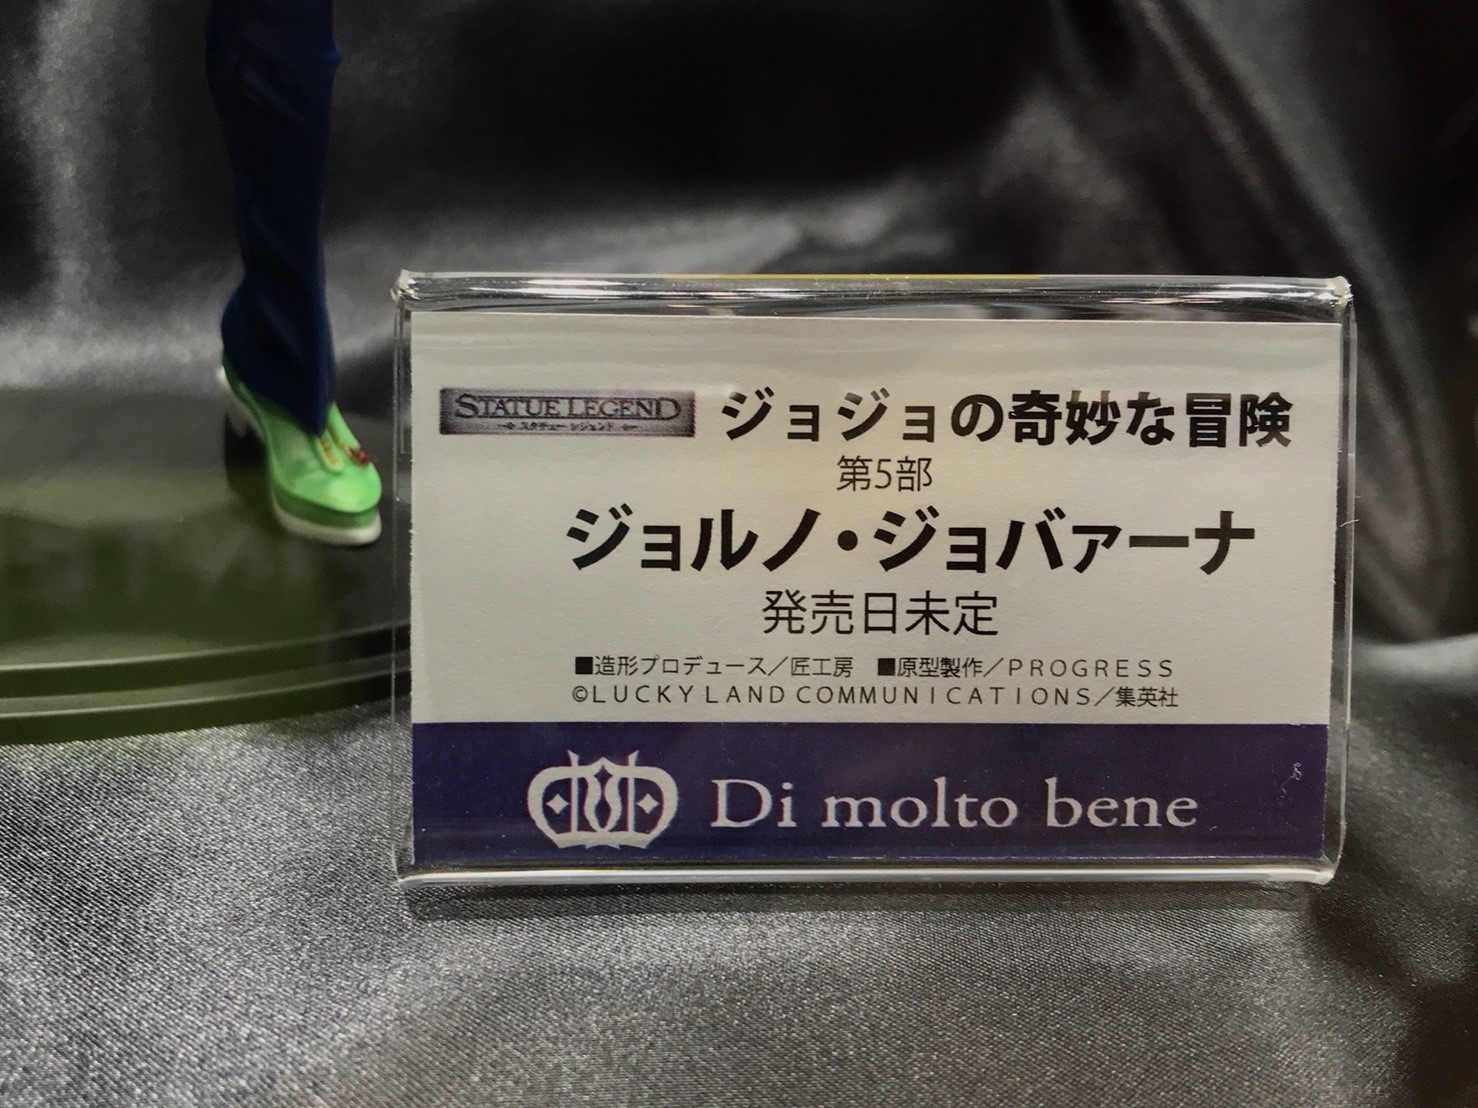 STATUE LEGEND
スタチュー レジェンド
ジョジョの奇妙な冒険
第5部
ジョルノ・ジョバァーナ
発売日未定
■造形プロデュース／匠工房　■原型製作／PROGRESS
©LUCKY LAND COMMUNICATIONS／集英社
Di molto bene